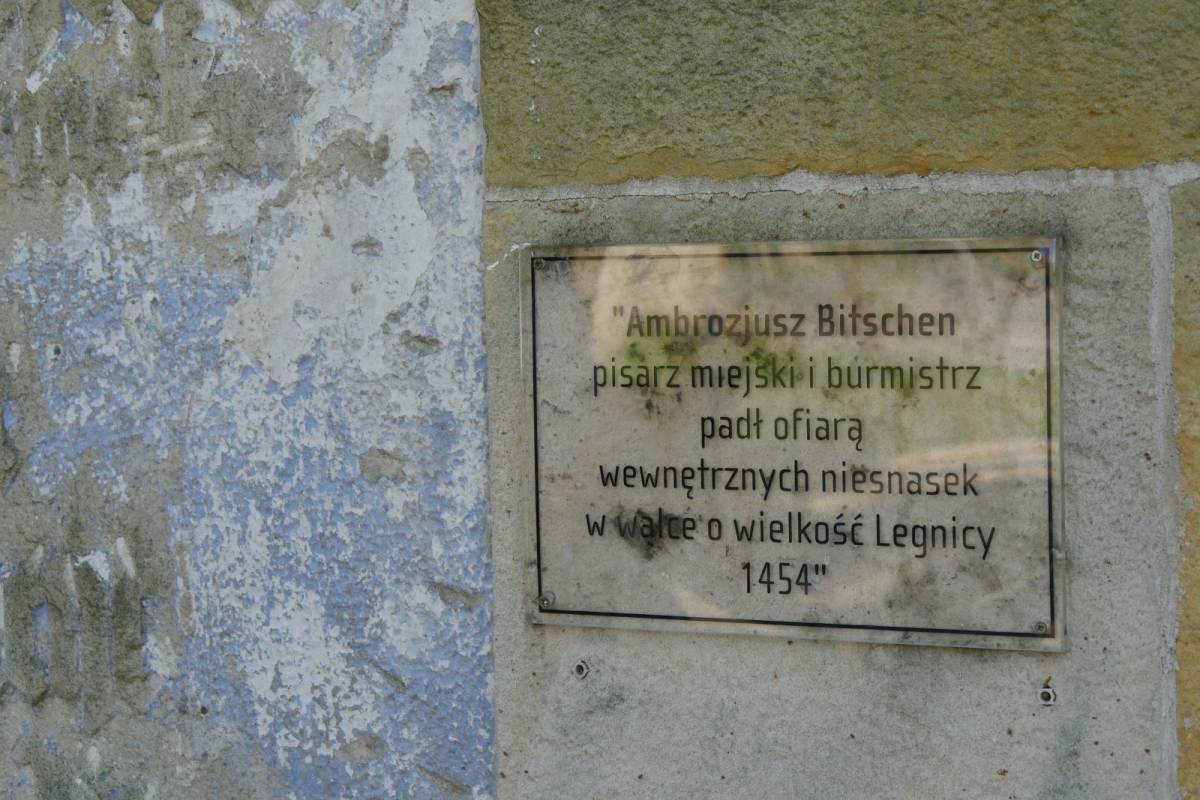 "Ambrozjusz Bitschen
pisarz miejski i burmistrz
padł ofiarą
wewnętrznych niesnasek
w walce o wielkość Legnicy
1454"